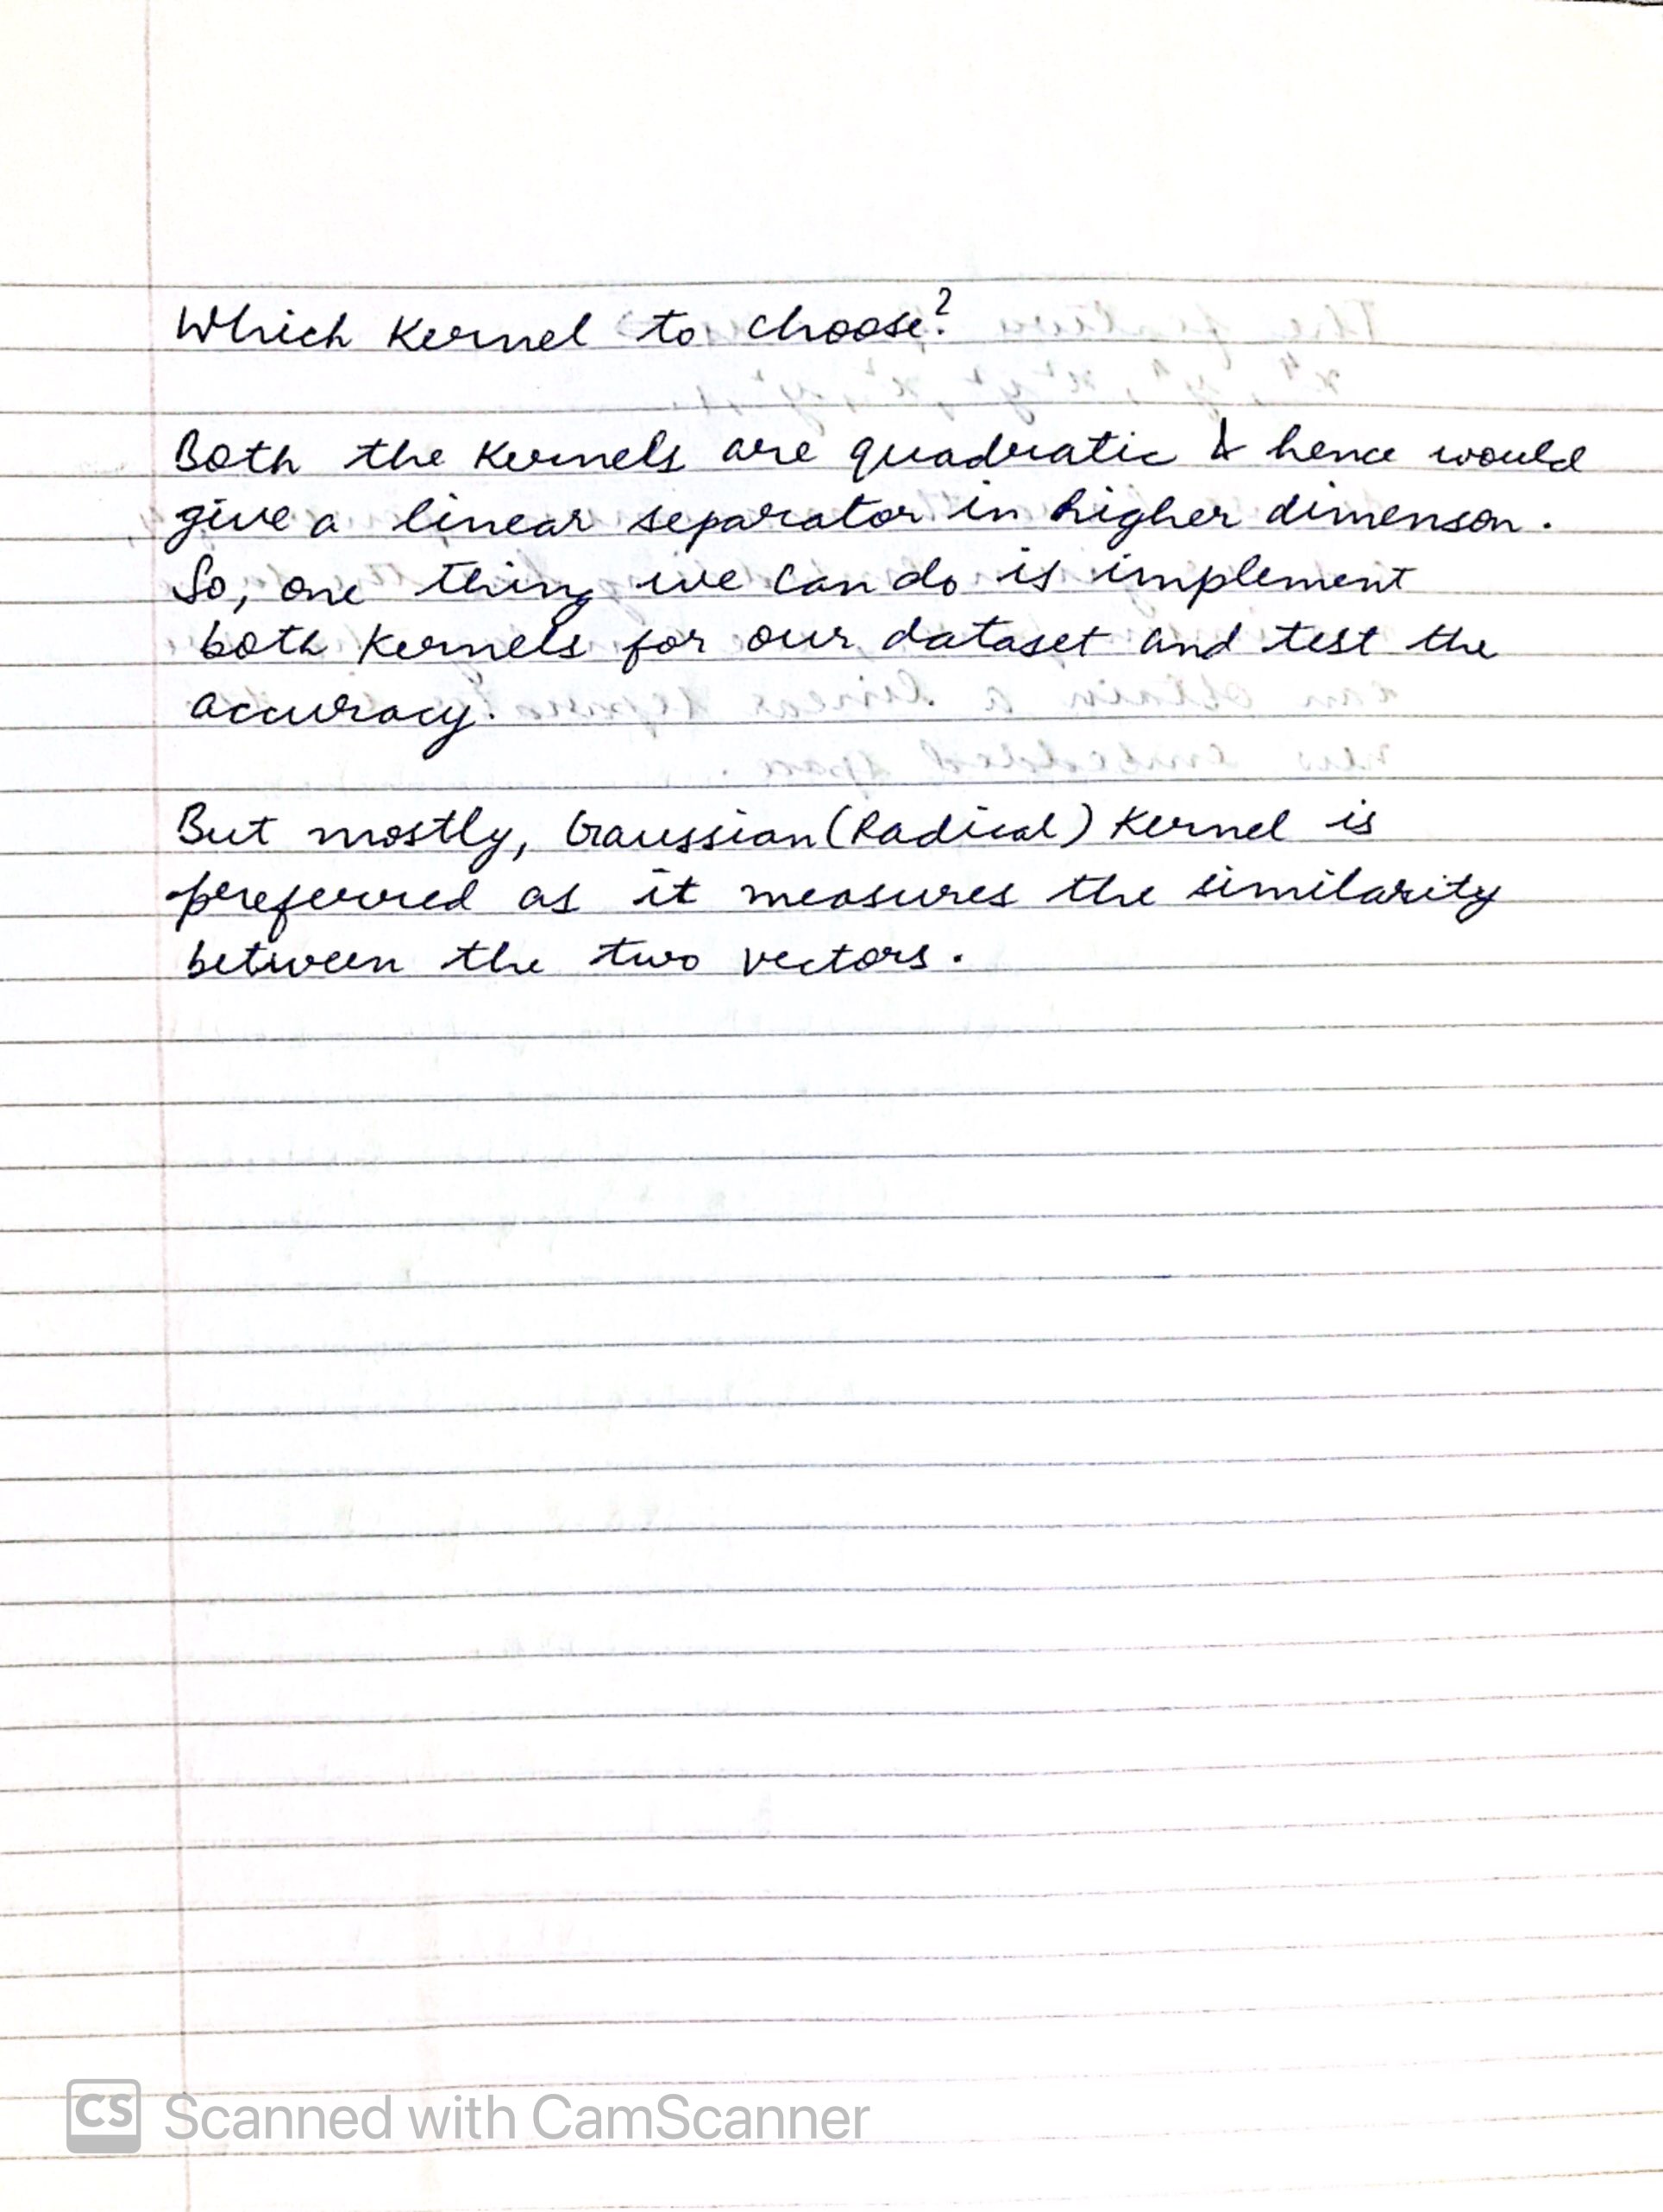 Which Kernel to choose?
Both the Kernels are quadratic & hence would
give a linear separator in higher dimenson.
So, one thing we can do is implement
both Kernels for our dataset and test the
accuracy.
But mostly, Gaussian (Radical) Kernel is
preferred as it measures the similarity
between the two vectors.
CS Scanned with CamScanner